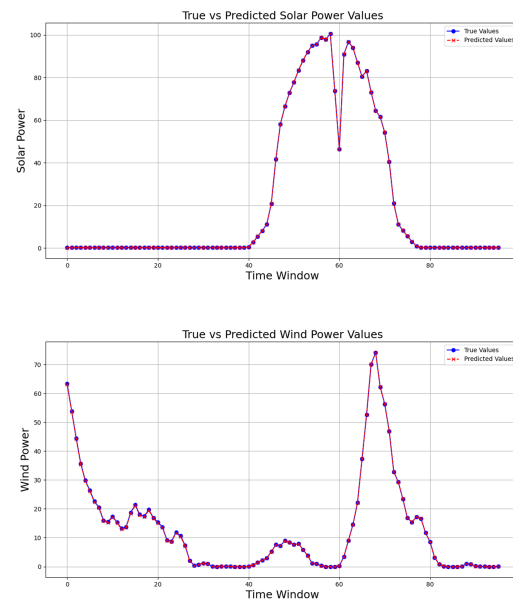 True vs Predicted Solar Power Values
True Values
Predicted Values
100
80
60
40
20
0
Solar Power
0 20 40 60 80
Time Window
True vs Predicted Wind Power Values
True Values
Predicted Values
70
60
50
40
30
20
10
0
Wind Power
0 20 40 60 80
Time Window